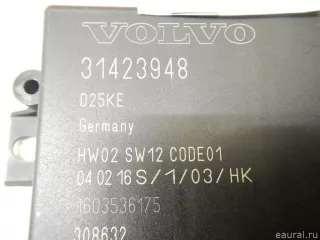 VOLVO
31423948
D25KE
Germany
HW02 SW12 CODE01
04 02 16 S/1/03/HK
1603536175
308632
eaural.ru